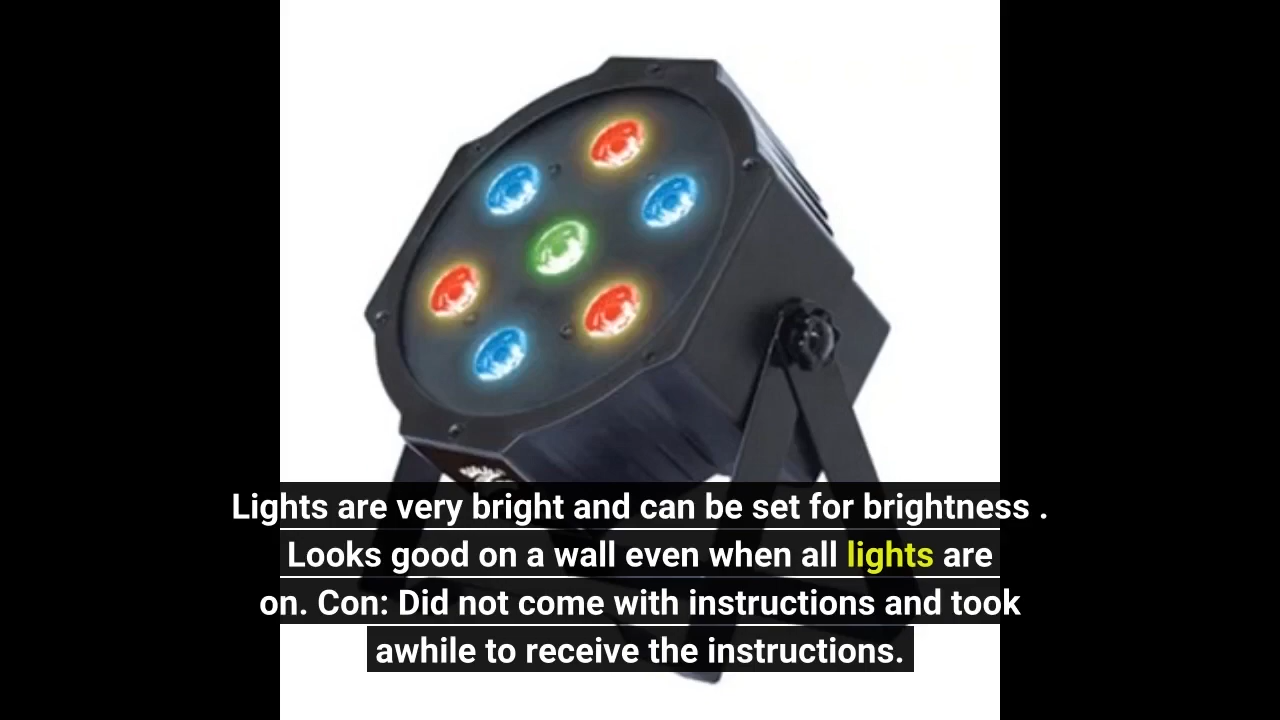 Lights are very bright and can be set for brightness .
Looks good on a wall even when all lights are
on. Con: Did not come with instructions and took
awhile to receive the instructions.